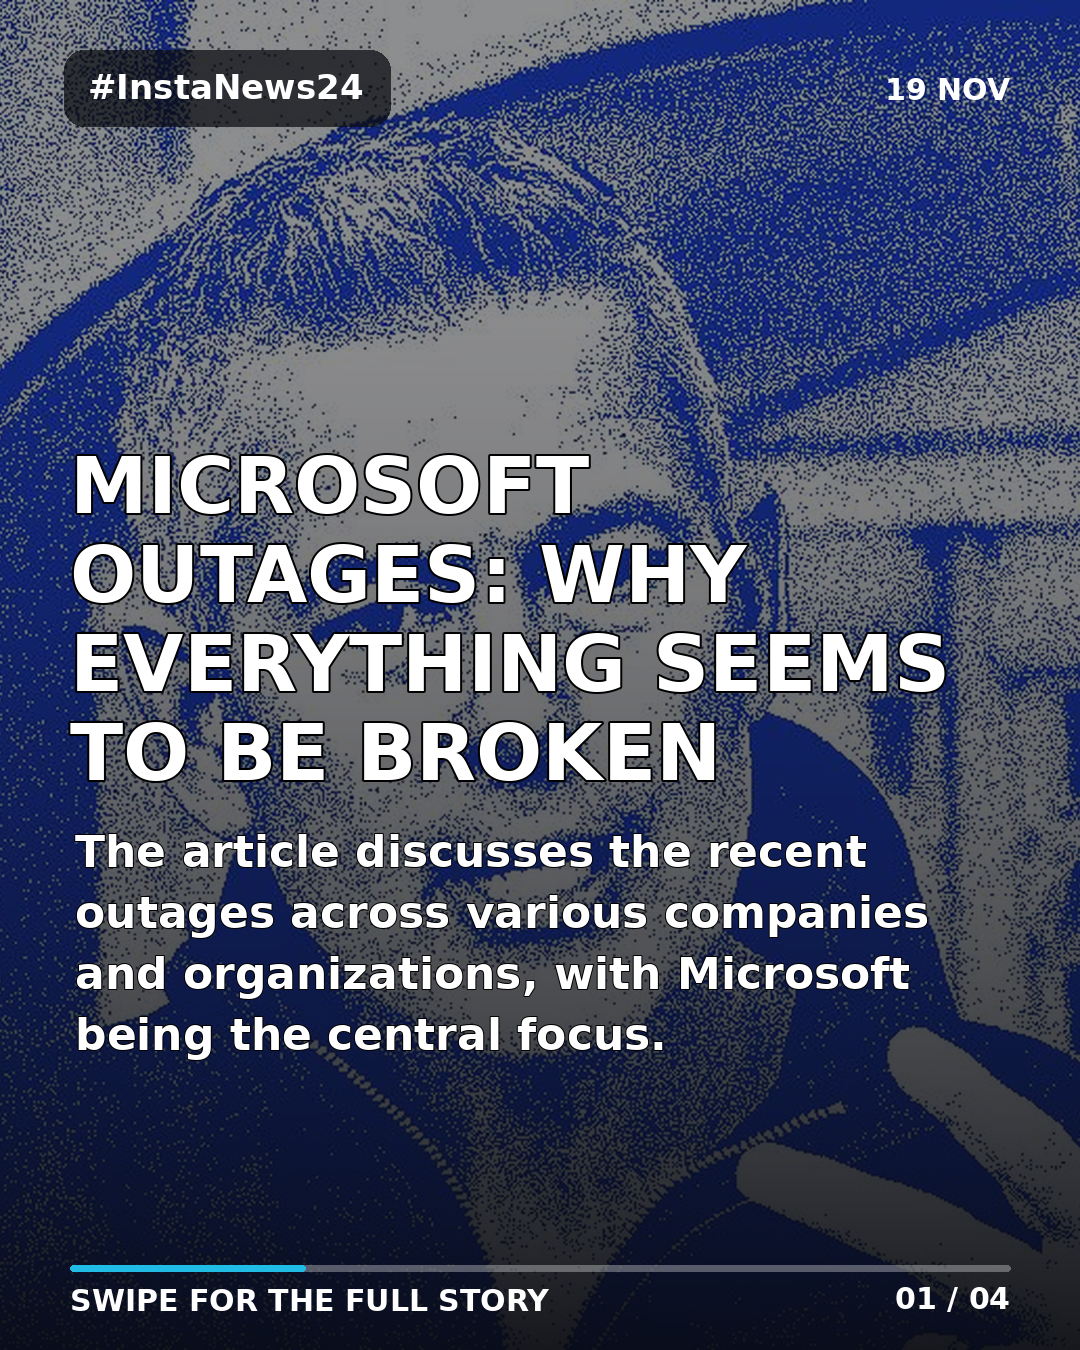 #InstaNews24
19 NOV
MICROSOFT
OUTAGES: WHY
EVERYTHING SEEMS
TO BE BROKEN
The article discusses the recent
outages across various companies
and organizations, with Microsoft
being the central focus.
SWIPE FOR THE FULL STORY
01 / 04